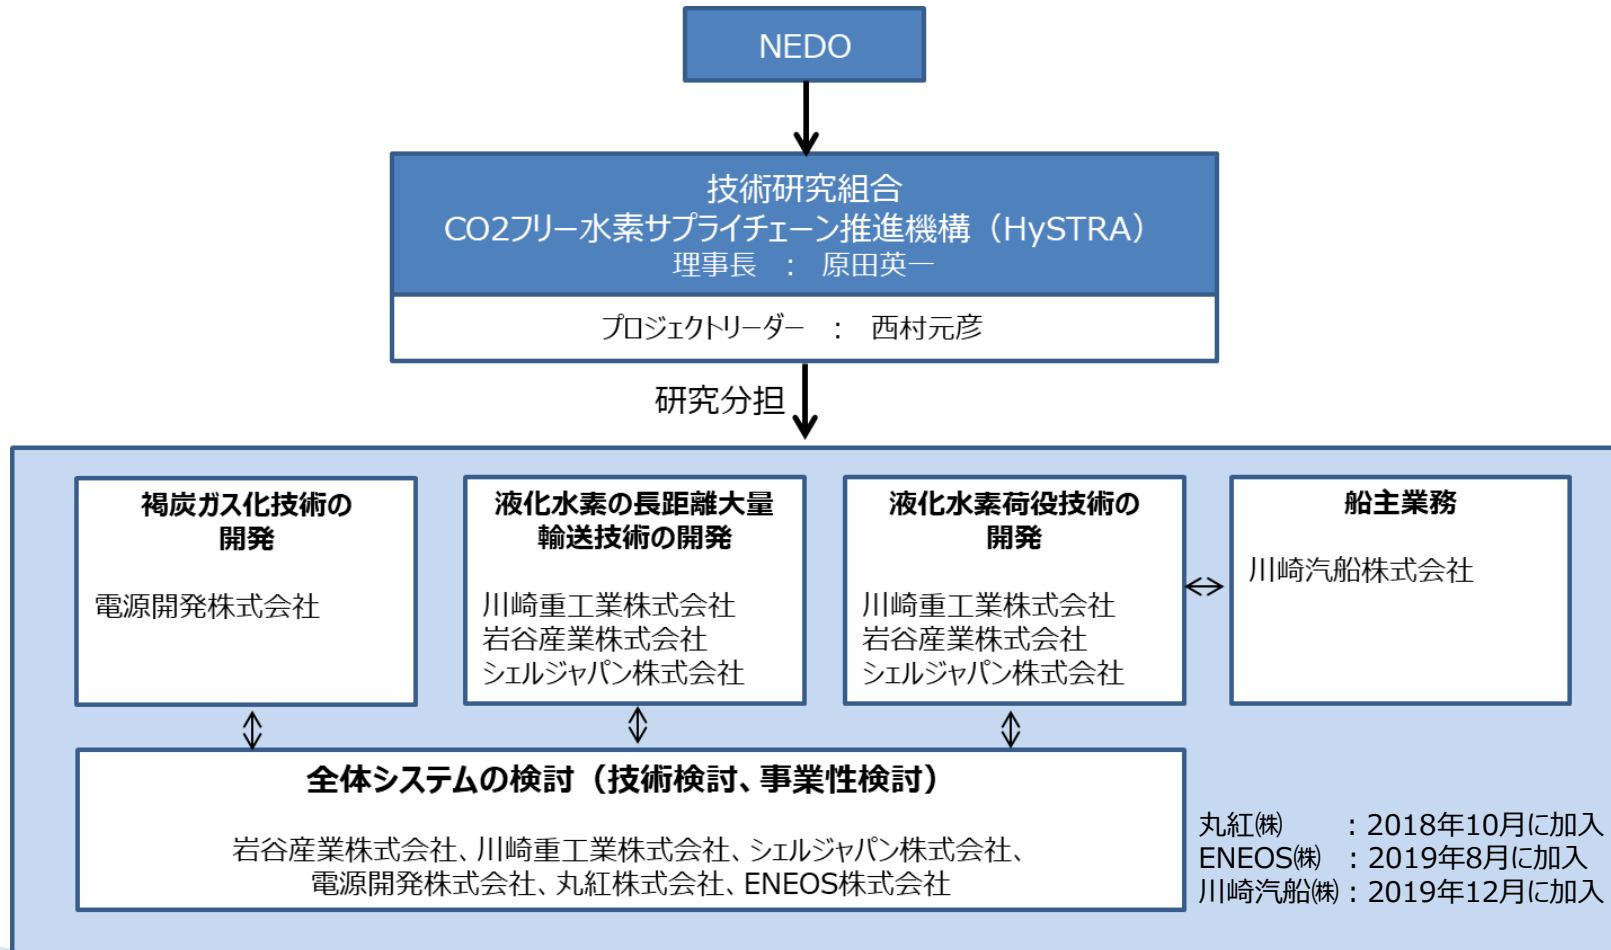 NEDO
技術研究組合
CO2フリー水素サプライチェーン推進機構（HySTRA）
理事長　：　原田英一
プロジェクトリーダー　：　西村元彦
研究分担
褐炭ガス化技術の
開発
電源開発株式会社
液化水素の長距離大量
輸送技術の開発
川崎重工業株式会社
岩谷産業株式会社
シェルジャパン株式会社
液化水素荷役技術の
開発
川崎重工業株式会社
岩谷産業株式会社
シェルジャパン株式会社
船主業務
川崎汽船株式会社
全体システムの検討（技術検討、事業性検討）
岩谷産業株式会社、川崎重工業株式会社、シェルジャパン株式会社、
電源開発株式会社、丸紅株式会社、ENEOS株式会社
丸紅㈱　　：2018年10月に加入
ENEOS㈱　：2019年8月に加入
川崎汽船㈱：2019年12月に加入